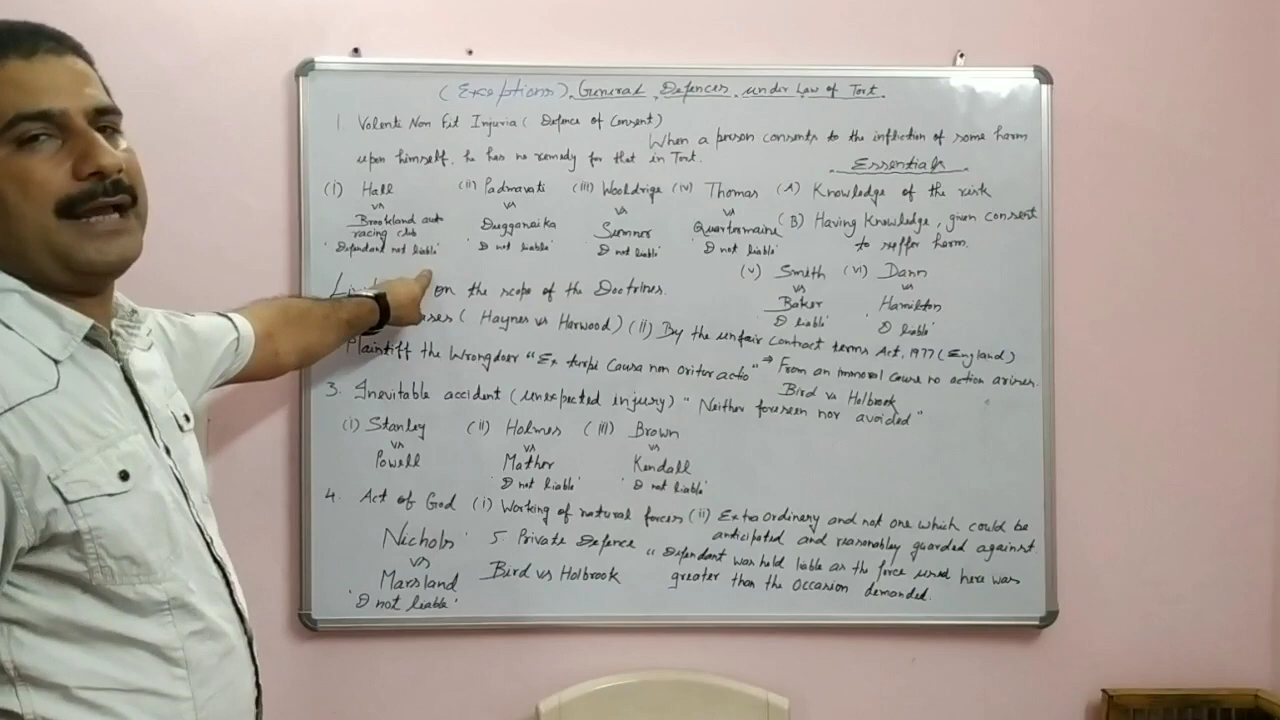 (Exceptions) General Defences under Law of Tort
1. Volenti Non Fit Injuria ( Defence of Consent)
When a person consents to the infliction of some harm
upon himself, he has no remedy for that in Tort.
Essentials
(i) Hall vs Brookland auto racing club 'Defendant not liable'
(ii) Padmavati vs Dugganaika 'D not liable'
(iii) Wooldrige vs Sumner 'D not liable'
(iv) Thomas vs Quartermaine 'D not liable'
(A) Knowledge of the risk
(B) Having Knowledge, given consent
to suffer harm.
(v) Smith vs Baker 'D liable'
(vi) Dann vs Hamilton 'D liable'
on the scope of the Doctrines.
( Haynes vs Harwood) (ii) By the unfair contract terms Act, 1977 (England)
Plaintiff the Wrongdoer "Ex turpi Causa non oritur actio" ⇒ From an immoral cause no action arises.
Bird vs Holbrook
3. Inevitable accident (unexpected injury) "Neither foreseen nor avoided"
(i) Stanley vs Powell
(ii) Holmes vs Mather 'D not liable'
(iii) Brown vs Kendall 'D not liable'
4. Act of God (i) Working of natural forces (ii) Extra ordinary and not one which could be
anticipated and reasonably guarded against.
Nichols vs Marsland 'D not liable'
5 Private Defence
Bird vs Holbrook
"Defendant was held liable as the force used here was
greater than the occasion demanded.